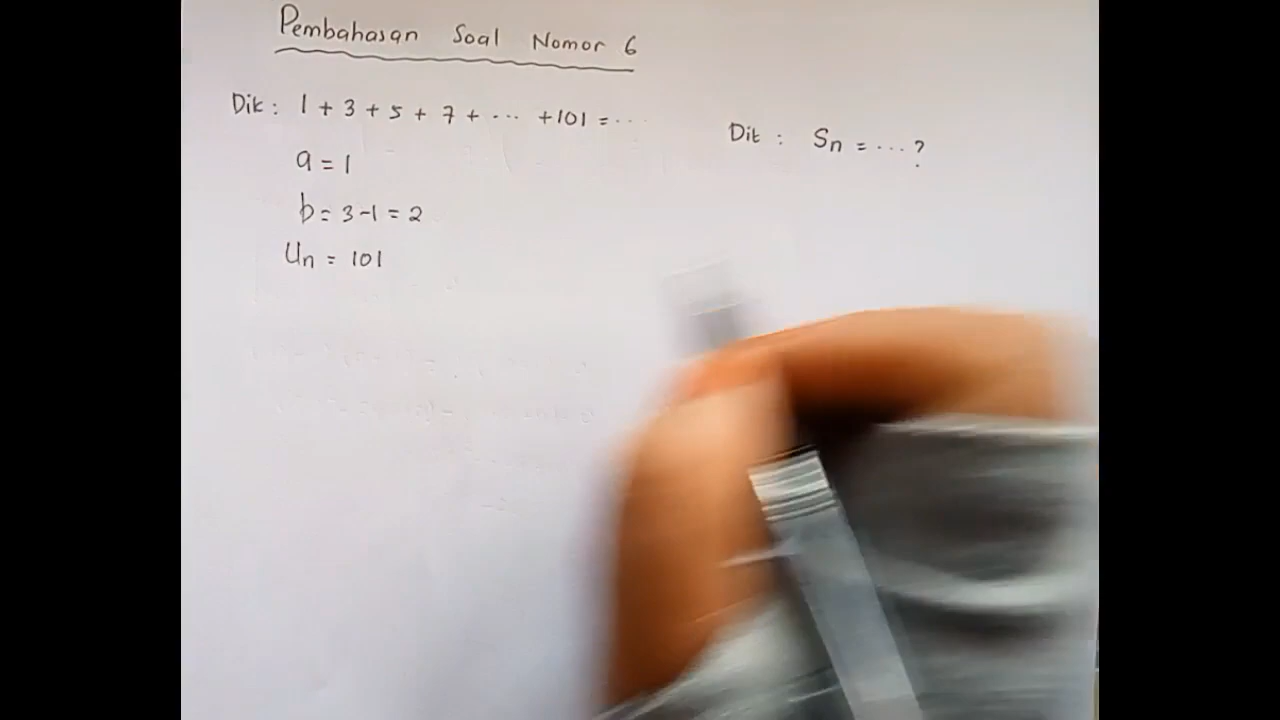 Pembahasan Soal Nomor 6
Dik : 1 + 3 + 5 + 7 + ... + 101 = ...
a = 1
b = 3 - 1 = 2
Un = 101
Dit : Sn = ... ?